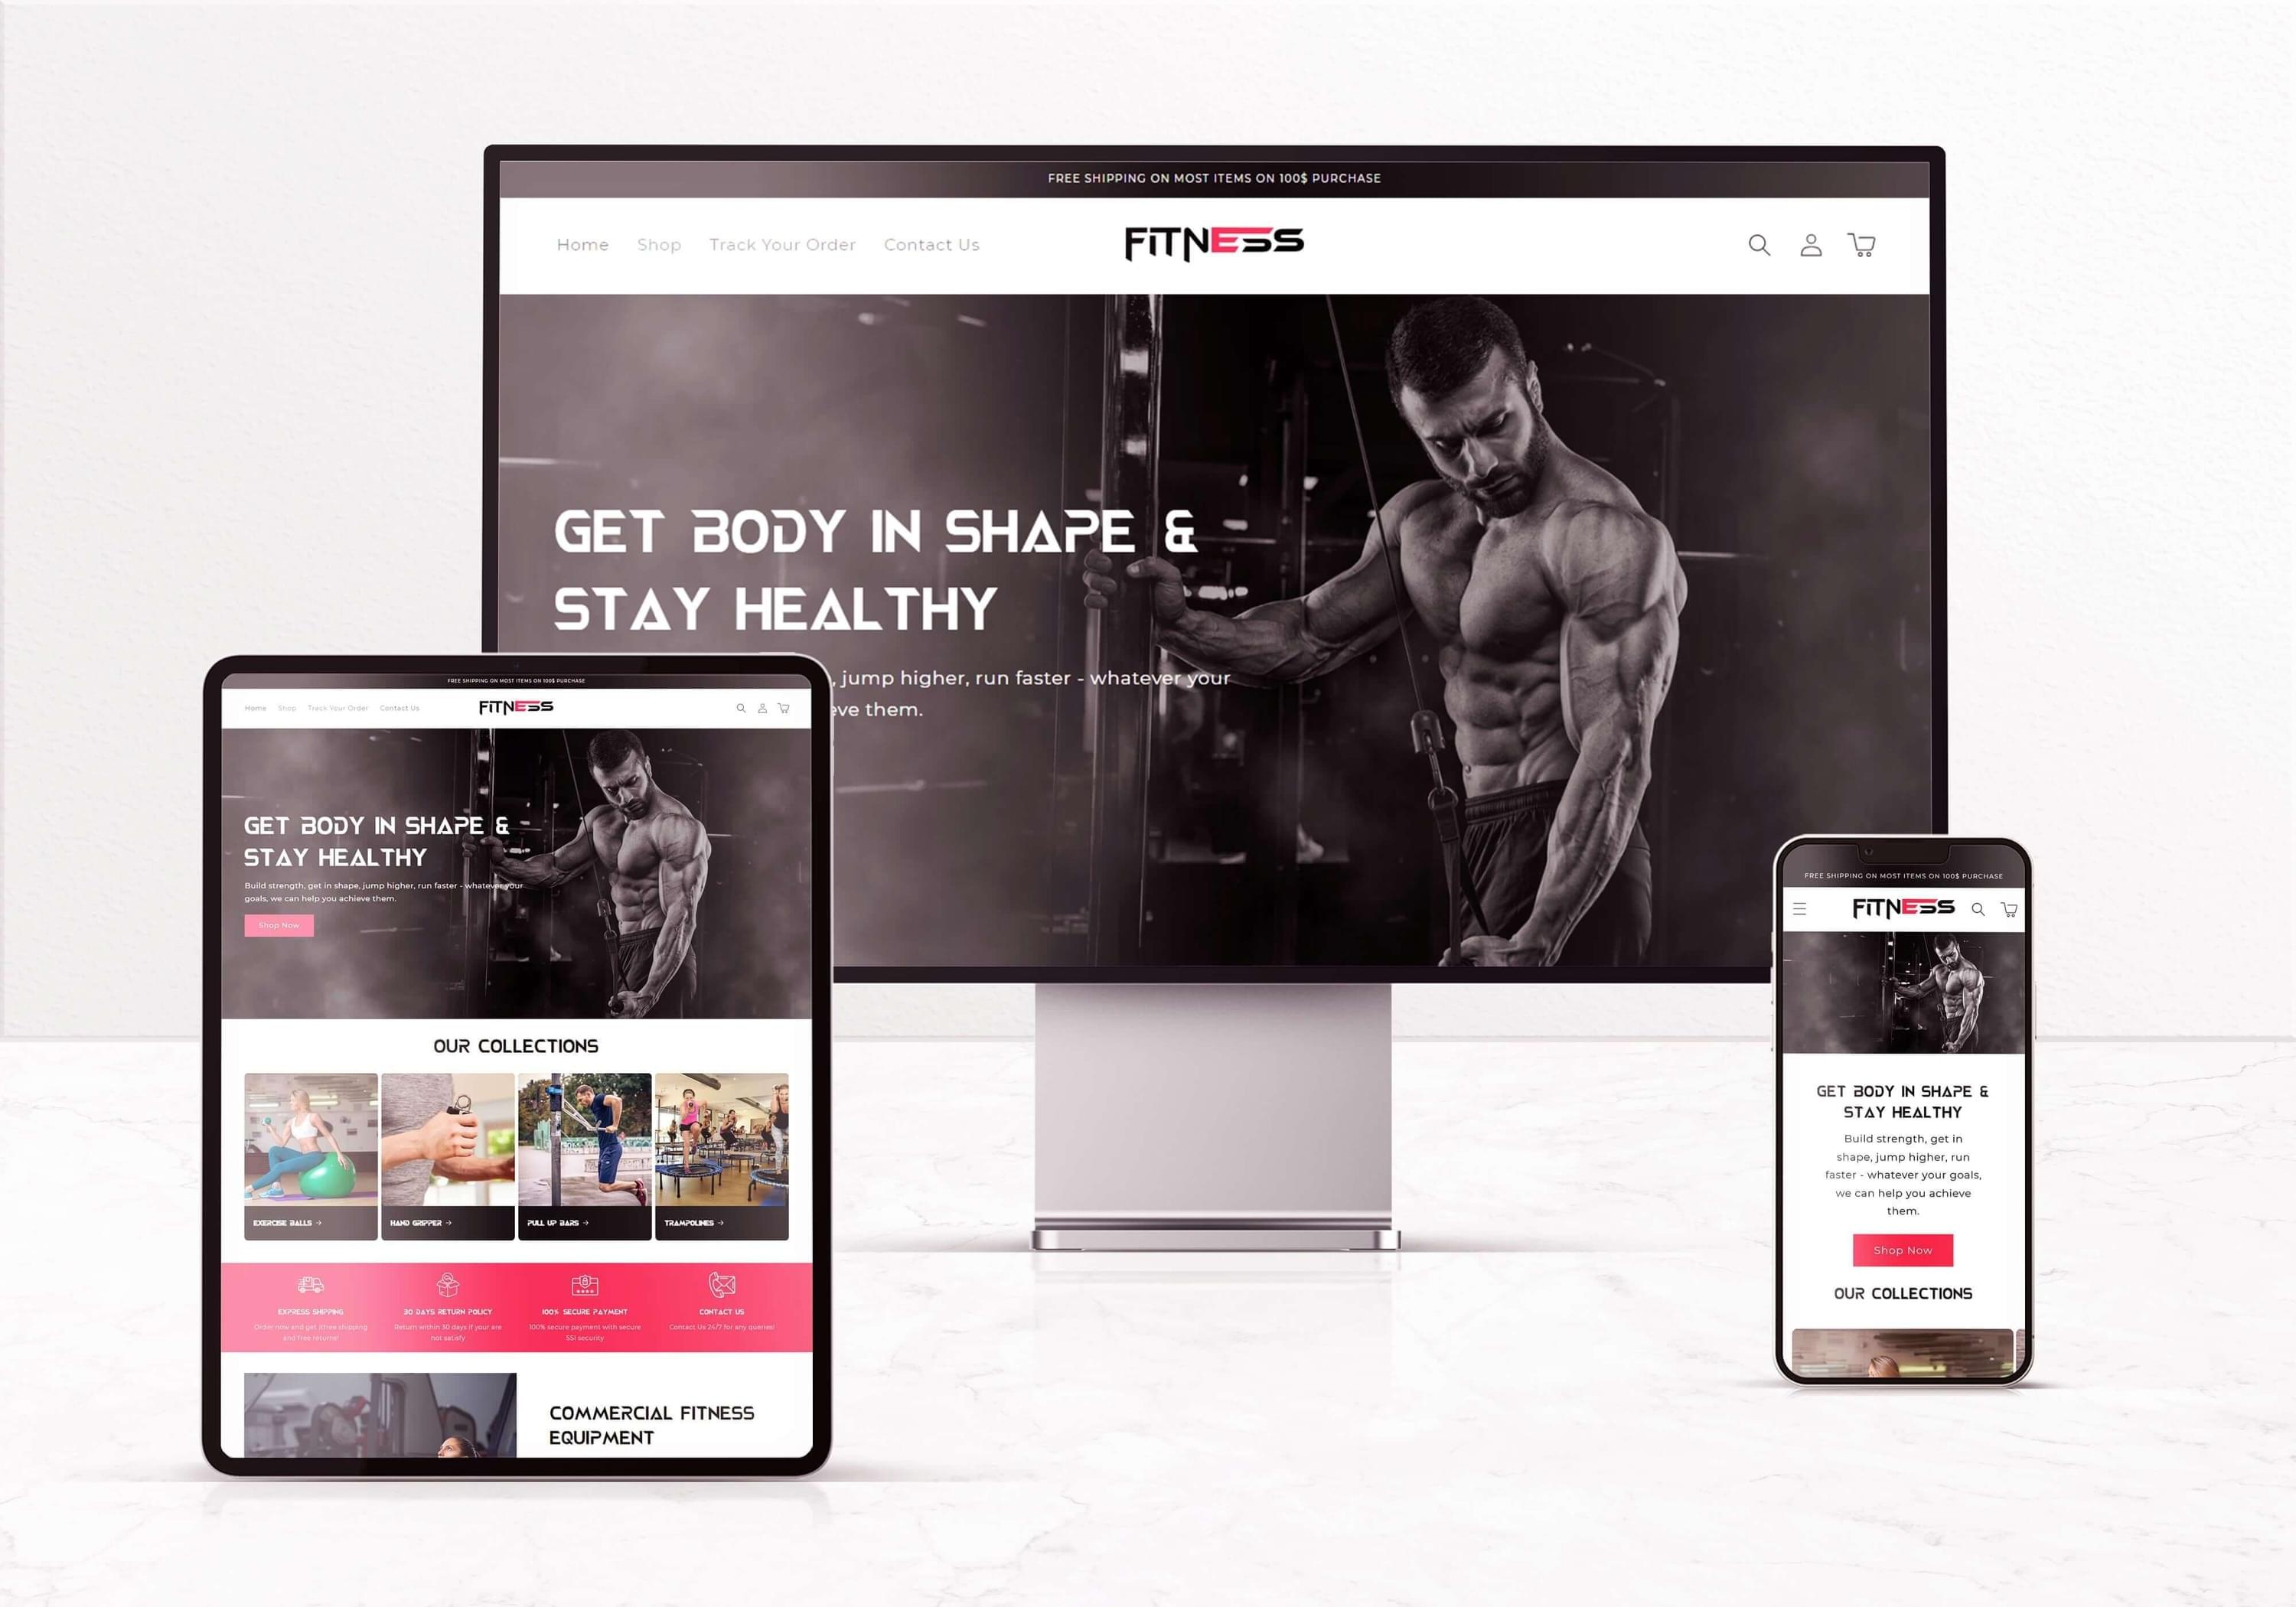 FREE SHIPPING ON MOST ITEMS ON 100$ PURCHASE
Home Shop Track Your Order Contact Us
FiTNESS
GET BODY IN SHAPE &
STAY HEALTHY
, jump higher, run faster - whatever your
eve them.
FREE SHIPPING ON MOST ITEMS ON 100$ PURCHASE
Home Shop Track Your Order Contact Us
FiTNESS
GET BODY IN SHAPE &
STAY HEALTHY
Build strength, get in shape, jump higher, run faster - whatever your
goals, we can help you achieve them.
Shop Now
OUR COLLECTIONS
EXERCISE BALLS →
HAND GRIPPER →
PULL UP BARS →
TRAMPOLINES →
EXPRESS SHIPPING
Order now and get free shipping
and free returns!
30 DAYS RETURN POLICY
Return within 30 days if your are
not satisfy
100% SECURE PAYMENT
100% secure payment with secure
SSl security
CONTACT US
Contact Us 24/7 for any queries!
COMMERCIAL FITNESS
EQUIPMENT
FREE SHIPPING ON MOST ITEMS ON 100$ PURCHASE
FiTNESS
GET BODY IN SHAPE &
STAY HEALTHY
Build strength, get in
shape, jump higher, run
faster - whatever your goals,
we can help you achieve
them.
Shop Now
OUR COLLECTIONS